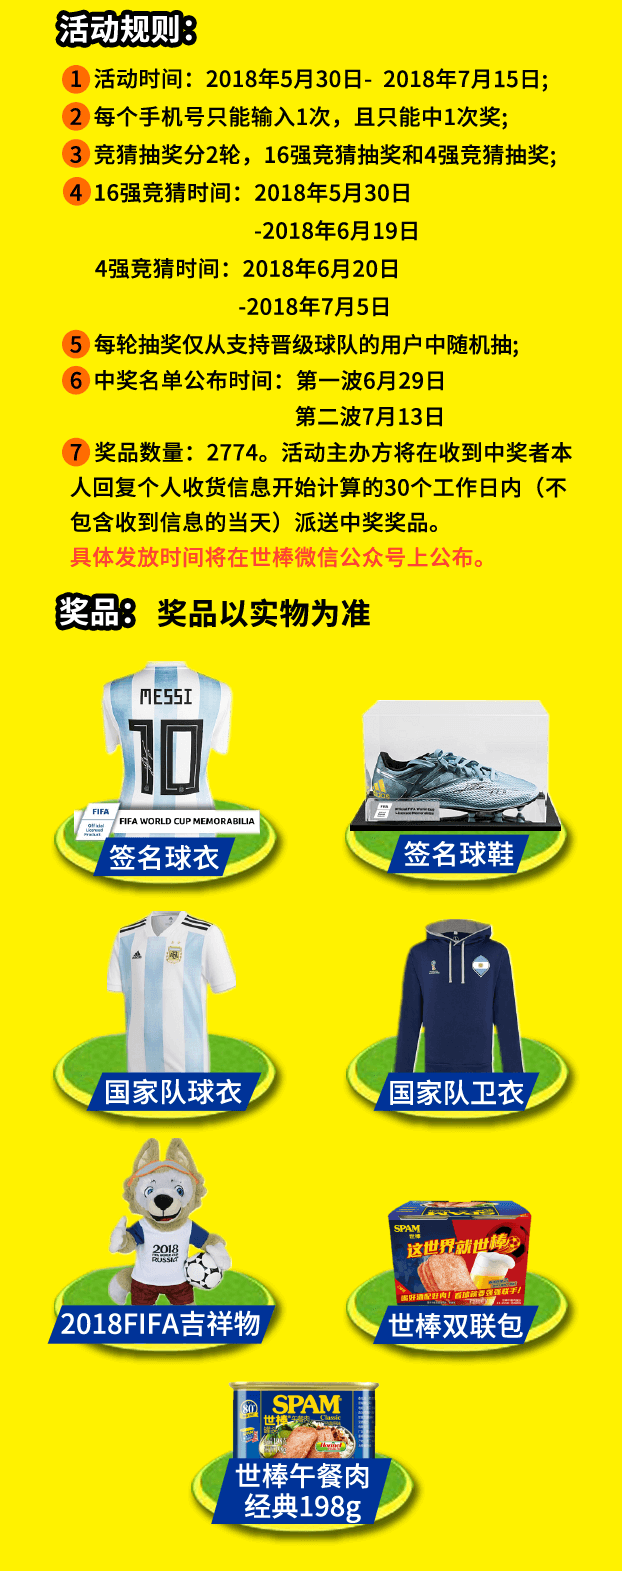 活动规则：
1 活动时间：2018年5月30日- 2018年7月15日;
2 每个手机号只能输入1次，且只能中1次奖;
3 竞猜抽奖分2轮，16强竞猜抽奖和4强竞猜抽奖;
4 16强竞猜时间：2018年5月30日
-2018年6月19日
4强竞猜时间：2018年6月20日
-2018年7月5日
5 每轮抽奖仅从支持晋级球队的用户中随机抽;
6 中奖名单公布时间：第一波6月29日
第二波7月13日
7 奖品数量：2774。活动主办方将在收到中奖者本
人回复个人收货信息开始计算的30个工作日内（不
包含收到信息的当天）派送中奖奖品。
具体发放时间将在世棒微信公众号上公布。
奖品：奖品以实物为准
MESSI
10
FIFA
Official
Licensed
Product
FIFA WORLD CUP MEMORABILIA
签名球衣
FIFA
签名球鞋
adidas
国家队球衣
国家队卫衣
2018
FIFA WORLD CUP
RUSSIA
2018FIFA吉祥物
SPAM
世棒
这世界就世棒
世棒双联包
80
SPAM
世棒
午餐肉
Classic
Hormel
世棒午餐肉
经典198g